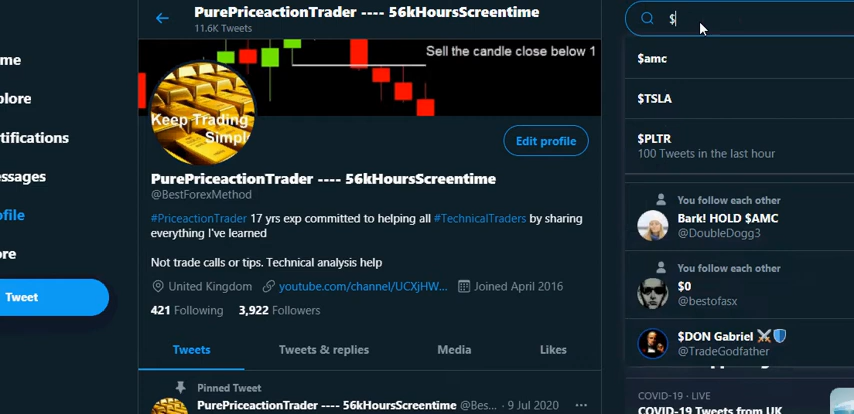 me
plore
tifications
essages
ofile
ore
Tweet
PurePriceactionTrader ---- 56kHoursScreentime
11.6K Tweets
Sell the candle close below 1
Keep Trading
Simpl
Edit profile
PurePriceactionTrader ---- 56kHoursScreentime
@BestForexMethod
#PriceactionTrader 17 yrs exp committed to helping all #TechnicalTraders by sharing
everything I've learned
Not trade calls or tips. Technical analysis help
United Kingdom youtube.com/channel/UCXjHW... Joined April 2016
421 Following 3,922 Followers
Tweets Tweets & replies Media Likes
Pinned Tweet
PurePriceactionTrader ---- 56kHoursScreentime @Bes... · 9 Jul 2020 ...
$
$amc
$TSLA
$PLTR
100 Tweets in the last hour
You follow each other
Bark! HOLD $AMC
@DoubleDogg3
You follow each other
$0
@bestofasx
$DON Gabriel
@TradeGodfather
COVID-19 · LIVE
COVID-19 Tweets from UK